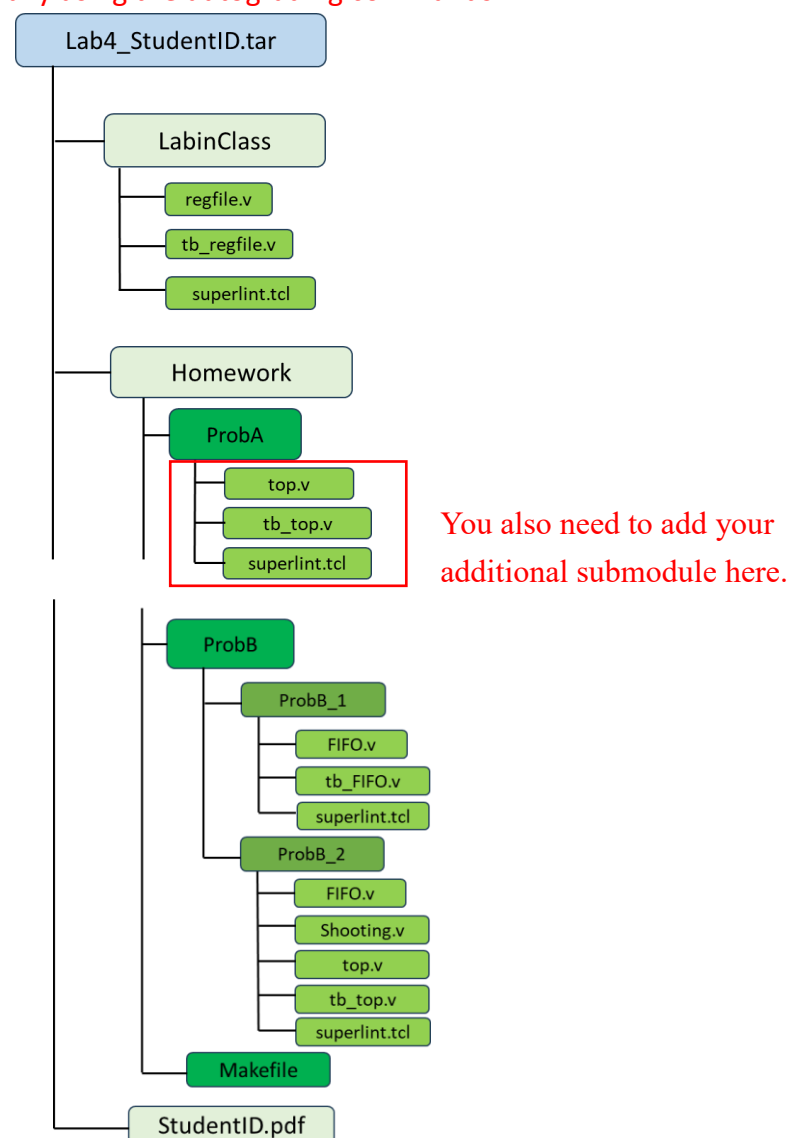 Lab4_StudentID.tar
LabinClass
regfile.v
tb_regfile.v
superlint.tcl
Homework
ProbA
top.v
tb_top.v
superlint.tcl
You also need to add your
additional submodule here.
ProbB
ProbB_1
FIFO.v
tb_FIFO.v
superlint.tcl
ProbB_2
FIFO.v
Shooting.v
top.v
tb_top.v
superlint.tcl
Makefile
StudentID.pdf